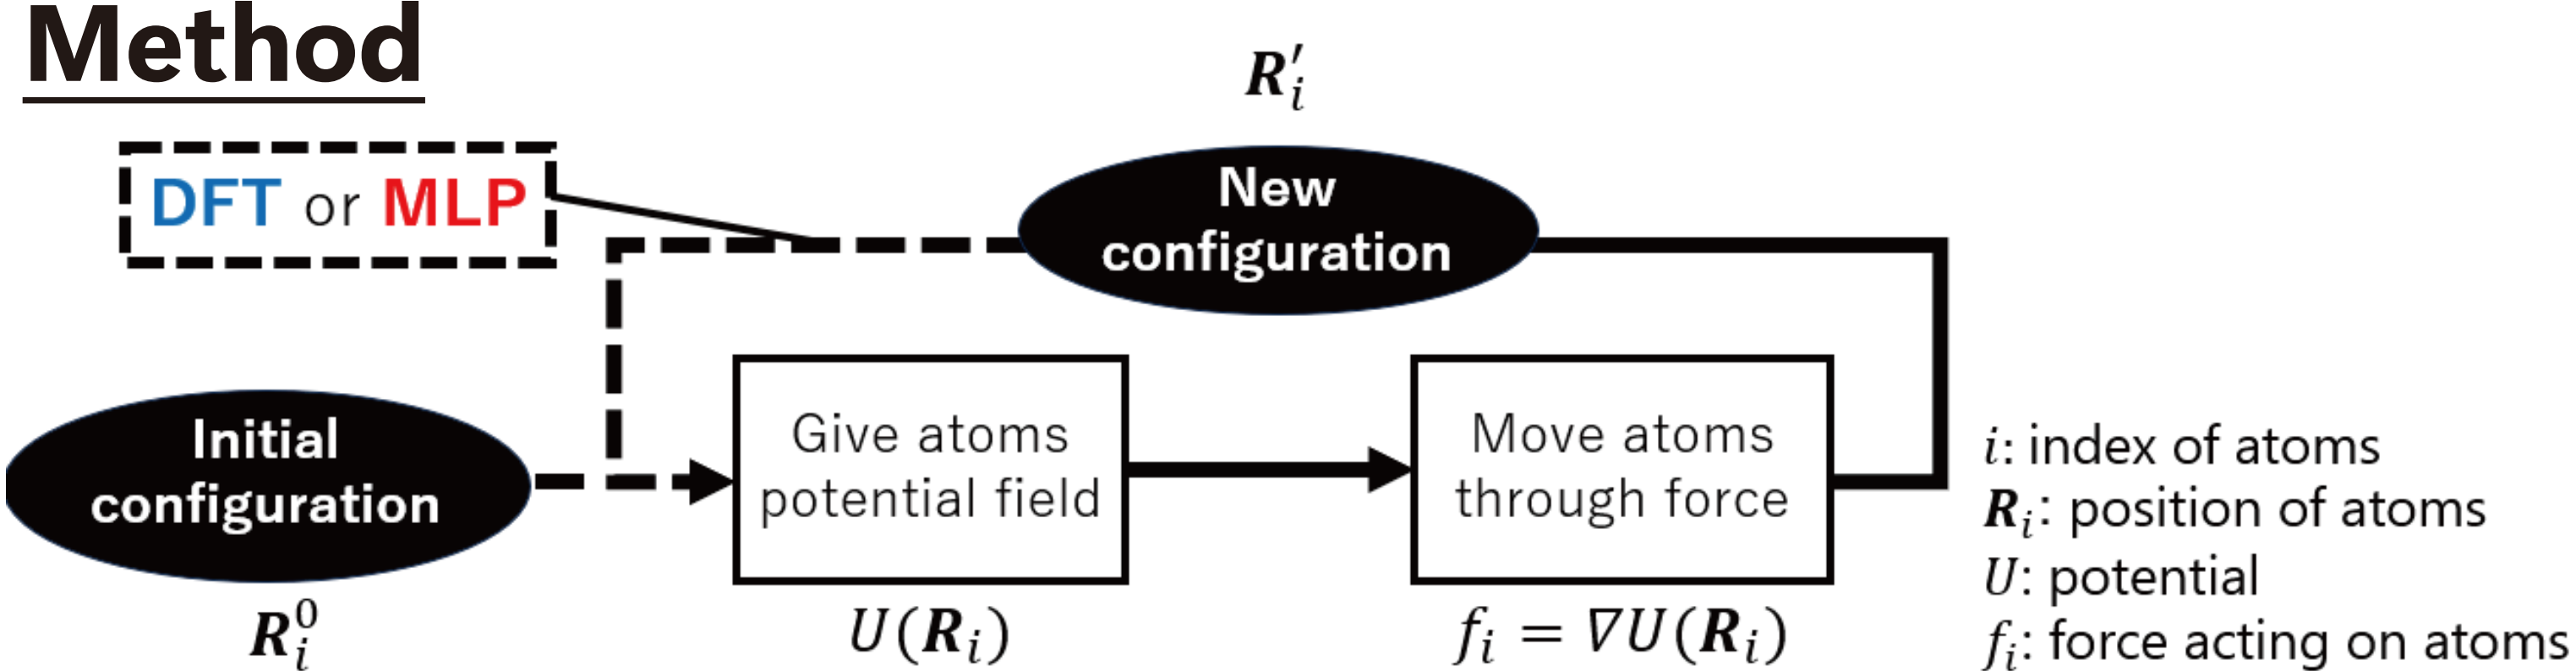 Method
R′i
DFT or MLP
New
configuration
Initial
configuration
Give atoms
potential field
Move atoms
through force
R⁰i
U(Ri)
fi = ∇U(Ri)
i: index of atoms
Ri: position of atoms
U: potential
fi: force acting on atoms